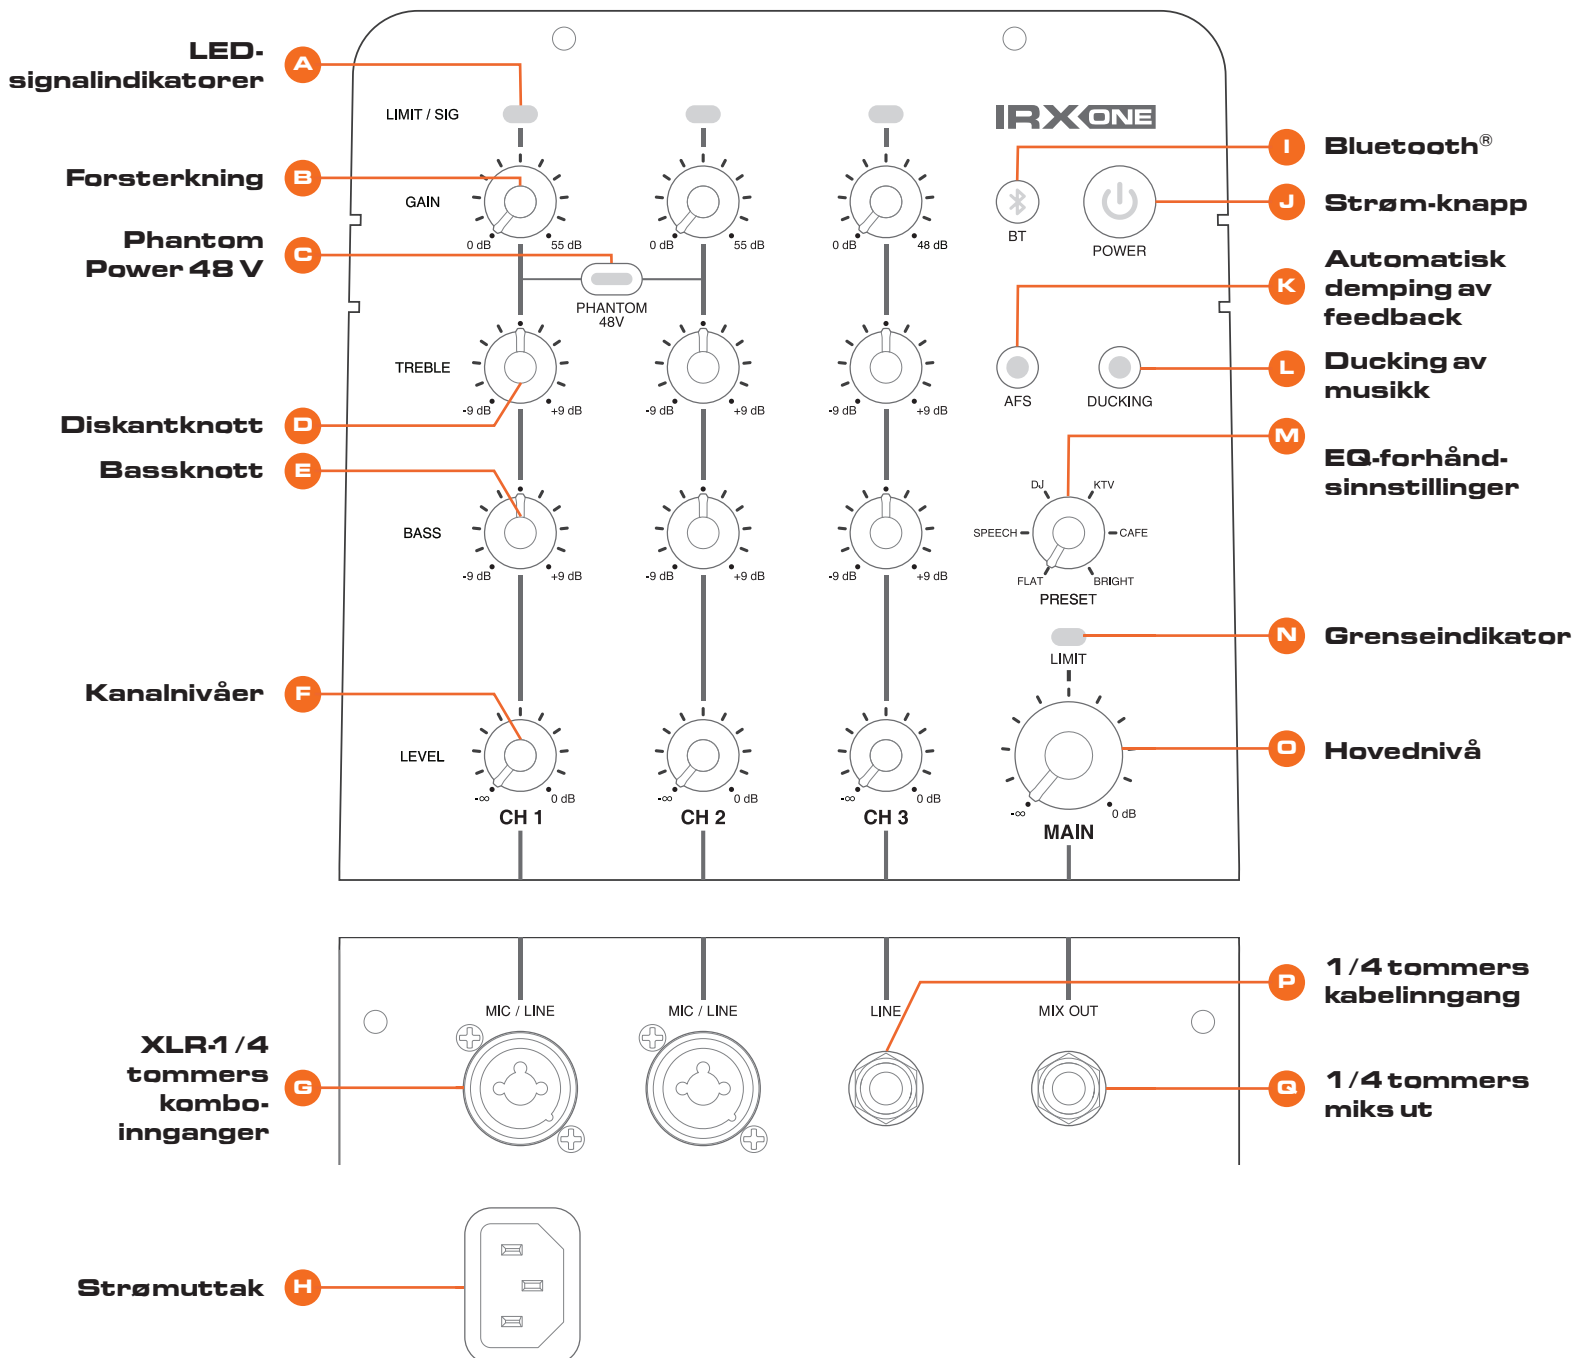 LED-
signalindikatorer
A
LIMIT / SIG
IRX ONE
Forsterkning
B
GAIN
0 dB 55 dB
0 dB 55 dB
0 dB 48 dB
BT
POWER
I
Bluetooth®
J
Strøm-knapp
Phantom
Power 48 V
C
PHANTOM
48V
K
Automatisk
demping av
feedback
TREBLE
-9 dB +9 dB
-9 dB +9 dB
-9 dB +9 dB
AFS
DUCKING
L
Ducking av
musikk
Diskantknott
D
Bassknott
E
M
EQ-forhånd-
sinnstillinger
DJ
KTV
SPEECH
CAFE
FLAT
BRIGHT
PRESET
BASS
-9 dB +9 dB
-9 dB +9 dB
-9 dB +9 dB
N
Grenseindikator
LIMIT
Kanalnivåer
F
LEVEL
-∞ 0 dB
-∞ 0 dB
-∞ 0 dB
-∞ 0 dB
CH 1
CH 2
CH 3
MAIN
O
Hovednivå
MIC / LINE
MIC / LINE
LINE
MIX OUT
P
1/4 tommers
kabelinngang
XLR-1/4
tommers
kombo-
innganger
G
Q
1/4 tommers
miks ut
Strømuttak
H